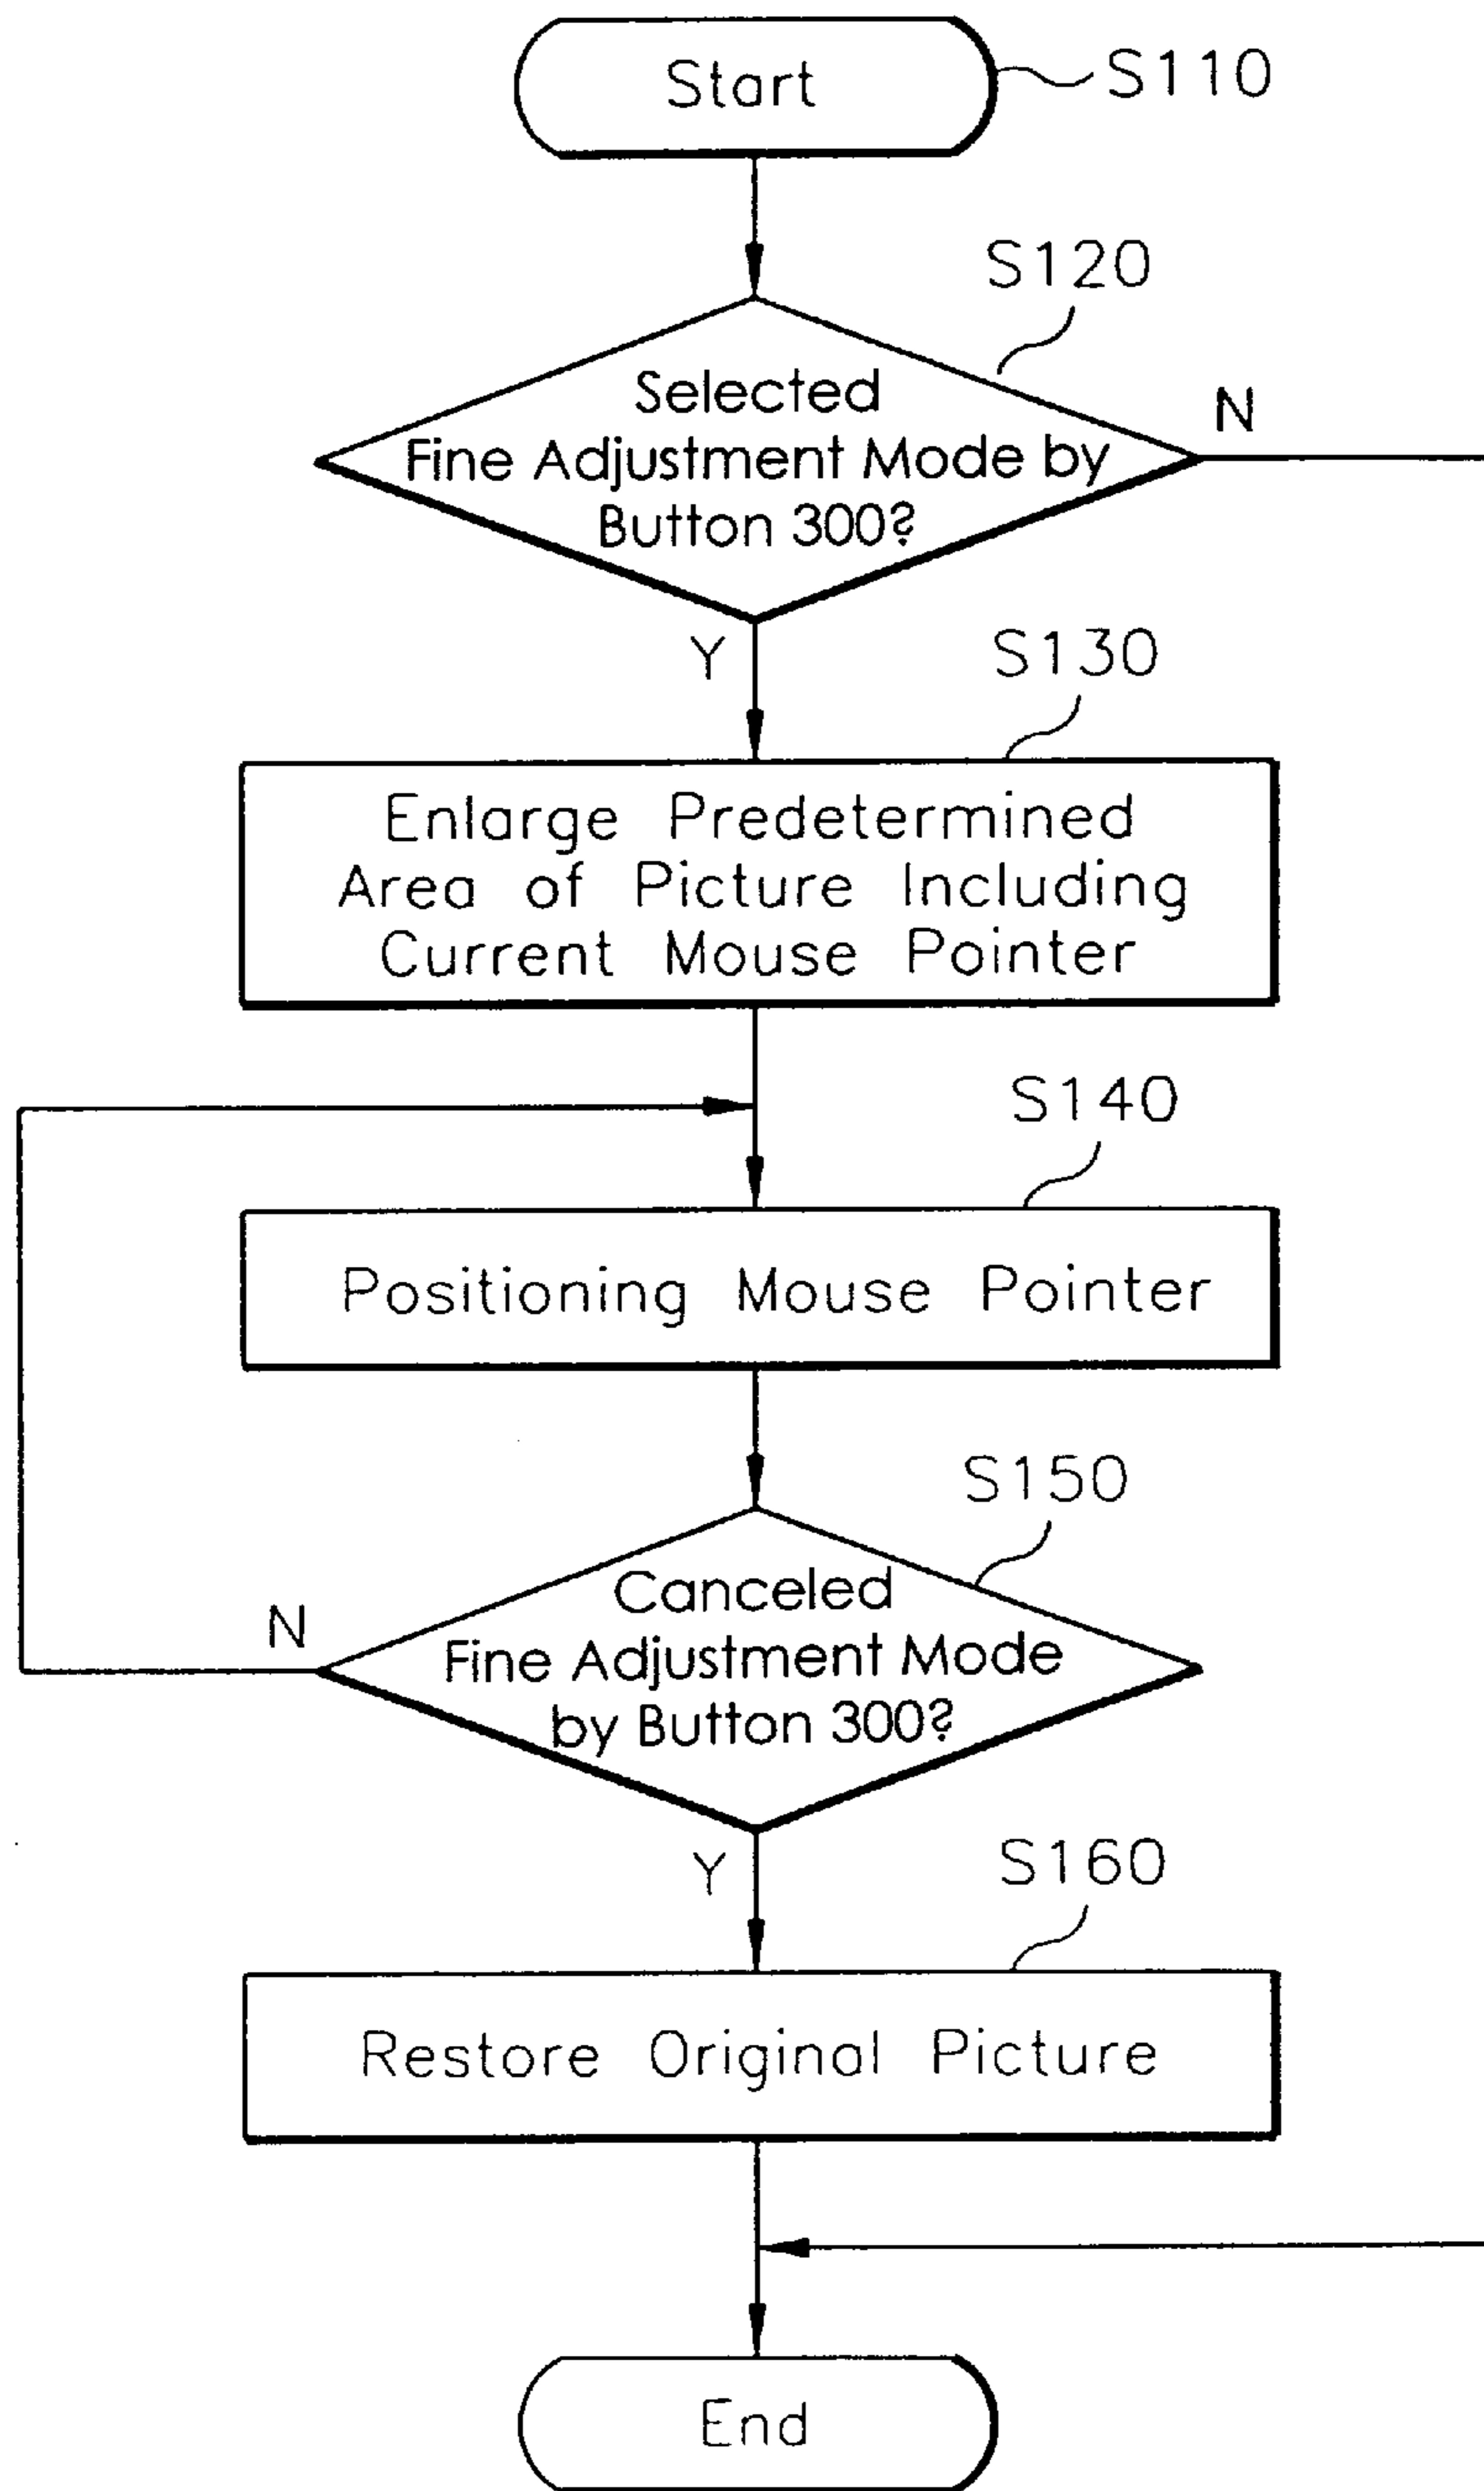 Start
S110
S120
Selected
Fine Adjustment Mode by
Button 300?
N
Y
S130
Enlarge Predetermined
Area of Picture Including
Current Mouse Pointer
S140
Positioning Mouse Pointer
S150
Canceled
Fine Adjustment Mode
by Button 300?
N
Y
S160
Restore Original Picture
End